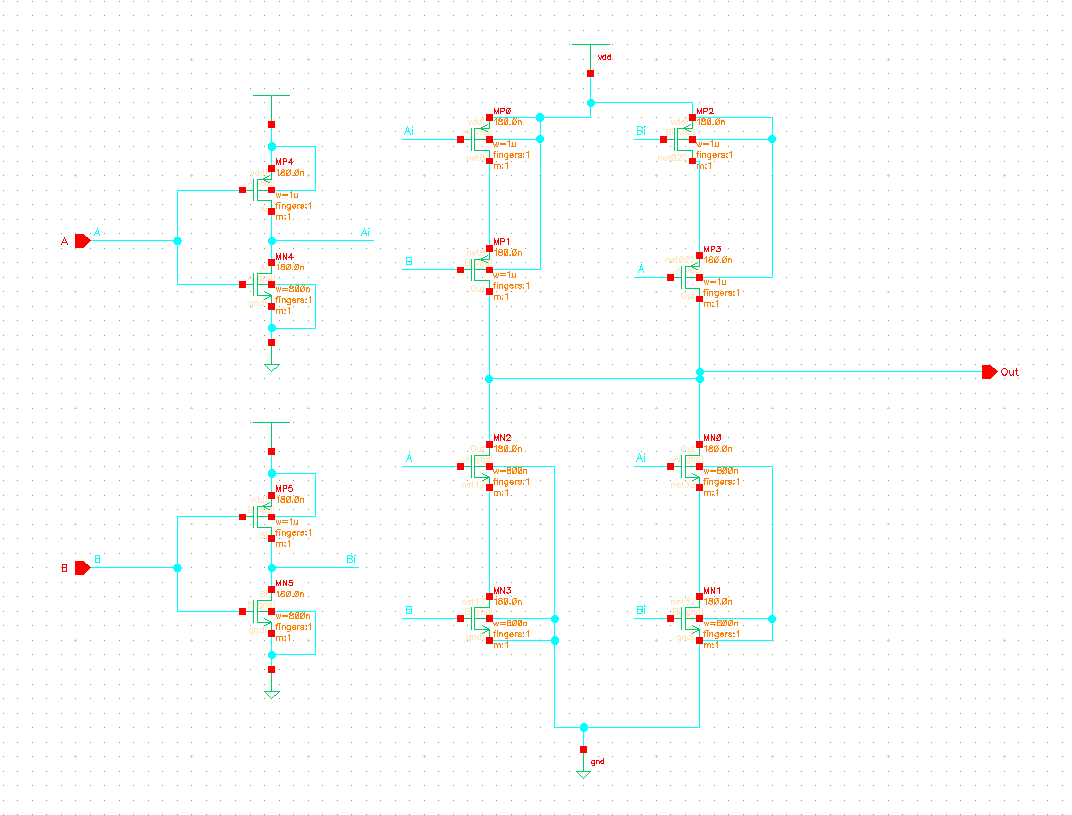 vdd
MP0
180.0n
Ai
w=1u
fingers:1
m:1
MP2
180.0n
Bi
w=1u
fingers:1
m:1
MP4
180.0n
w=1u
fingers:1
m:1
A
A
Ai
MN4
180.0n
w=800n
fingers:1
m:1
MP1
180.0n
B
w=1u
fingers:1
m:1
MP3
180.0n
A
w=1u
fingers:1
m:1
Out
MN2
180.0n
A
w=800n
fingers:1
m:1
MN0
180.0n
Ai
w=800n
fingers:1
m:1
180.0n
w=1u
fingers:1
m:1
B
B
Bi
MN5
180.0n
w=800n
fingers:1
m:1
MN3
180.0n
B
w=800n
fingers:1
m:1
MN1
180.0n
Bi
w=800n
fingers:1
m:1
gnd